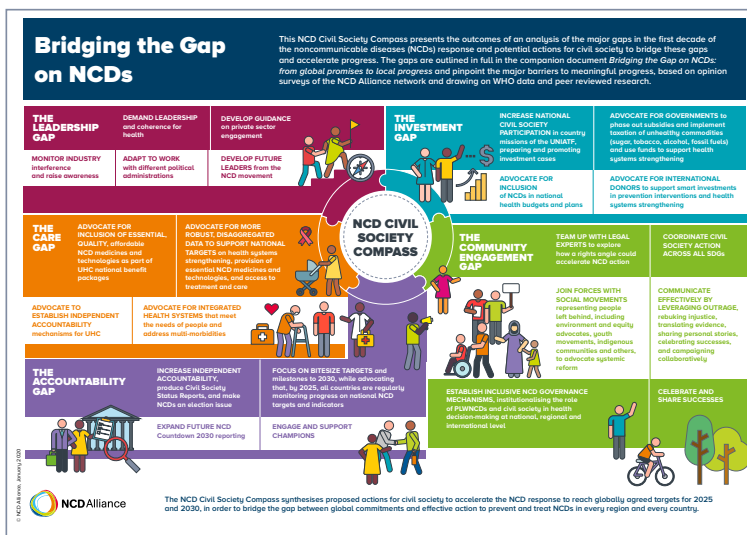 Bridging the Gap
on NCDs
This NCD Civil Society Compass presents the outcomes of an analysis of the major gaps in the first decade of
the noncommunicable diseases (NCDs) response and potential actions for civil society to bridge these gaps
and accelerate progress. The gaps are outlined in full in the companion document Bridging the Gap on NCDs:
from global promises to local progress and pinpoint the major barriers to meaningful progress, based on opinion
surveys of the NCD Alliance network and drawing on WHO data and peer reviewed research.
THE
LEADERSHIP
GAP
DEMAND LEADERSHIP
and coherence for
health
DEVELOP GUIDANCE
on private sector
engagement
MONITOR INDUSTRY
interference
and raise awareness
ADAPT TO WORK
with different political
administrations
DEVELOP FUTURE
LEADERS from the
NCD movement
THE
INVESTMENT
GAP
INCREASE NATIONAL
CIVIL SOCIETY
PARTICIPATION in country
missions of the UNIATF,
preparing and promoting
investment cases
ADVOCATE FOR GOVERNMENTS to
phase out subsidies and implement
taxation of unhealthy commodities
(sugar, tobacco, alcohol, fossil fuels)
and use funds to support health
systems strengthening
ADVOCATE FOR
INCLUSION
of NCDs in national
health budgets and plans
ADVOCATE FOR INTERNATIONAL
DONORS to support smart investments
in prevention interventions and health
systems strengthening
NCD CIVIL
SOCIETY
COMPASS
THE
CARE
GAP
ADVOCATE FOR
INCLUSION OF ESSENTIAL,
QUALITY, affordable
NCD medicines and
technologies as part of
UHC national benefit
packages
ADVOCATE FOR MORE
ROBUST, DISAGGREGATED
DATA TO SUPPORT NATIONAL
TARGETS on health systems
strengthening, provision of
essential NCD medicines and
technologies, and access to
treatment and care
ADVOCATE TO
ESTABLISH INDEPENDENT
ACCOUNTABILITY
mechanisms for UHC
ADVOCATE FOR INTEGRATED
HEALTH SYSTEMS that meet
the needs of people and
address multi-morbidities
THE
COMMUNITY
ENGAGEMENT
GAP
TEAM UP WITH LEGAL
EXPERTS to explore
how a rights angle could
accelerate NCD action
COORDINATE CIVIL
SOCIETY ACTION
ACROSS ALL SDGs
JOIN FORCES WITH
SOCIAL MOVEMENTS
representing people
left behind, including
environment and equity
advocates, youth
movements, indigenous
communities and others,
to advocate systemic
reform
COMMUNICATE
EFFECTIVELY BY
LEVERAGING OUTRAGE,
rebuking injustice,
translating evidence,
sharing personal stories,
celebrating successes,
and campaigning
collaboratively
ESTABLISH INCLUSIVE NCD GOVERNANCE
MECHANISMS, institutionalising the role
of PLWNCDs and civil society in health
decision-making at national, regional and
international level
CELEBRATE AND
SHARE SUCCESSES
THE
ACCOUNTABILITY
GAP
INCREASE INDEPENDENT
ACCOUNTABILITY,
produce Civil Society
Status Reports, and make
NCDs an election issue
FOCUS ON BITESIZE TARGETS and
milestones to 2030, while advocating
that, by 2025, all countries are regularly
monitoring progress on national NCD
targets and indicators
EXPAND FUTURE NCD
Countdown 2030 reporting
ENGAGE AND SUPPORT
CHAMPIONS
© NCD Alliance, January 2020
NCDAlliance
The NCD Civil Society Compass synthesises proposed actions for civil society to accelerate the NCD response to reach globally agreed targets for 2025
and 2030, in order to bridge the gap between global commitments and effective action to prevent and treat NCDs in every region and every country.